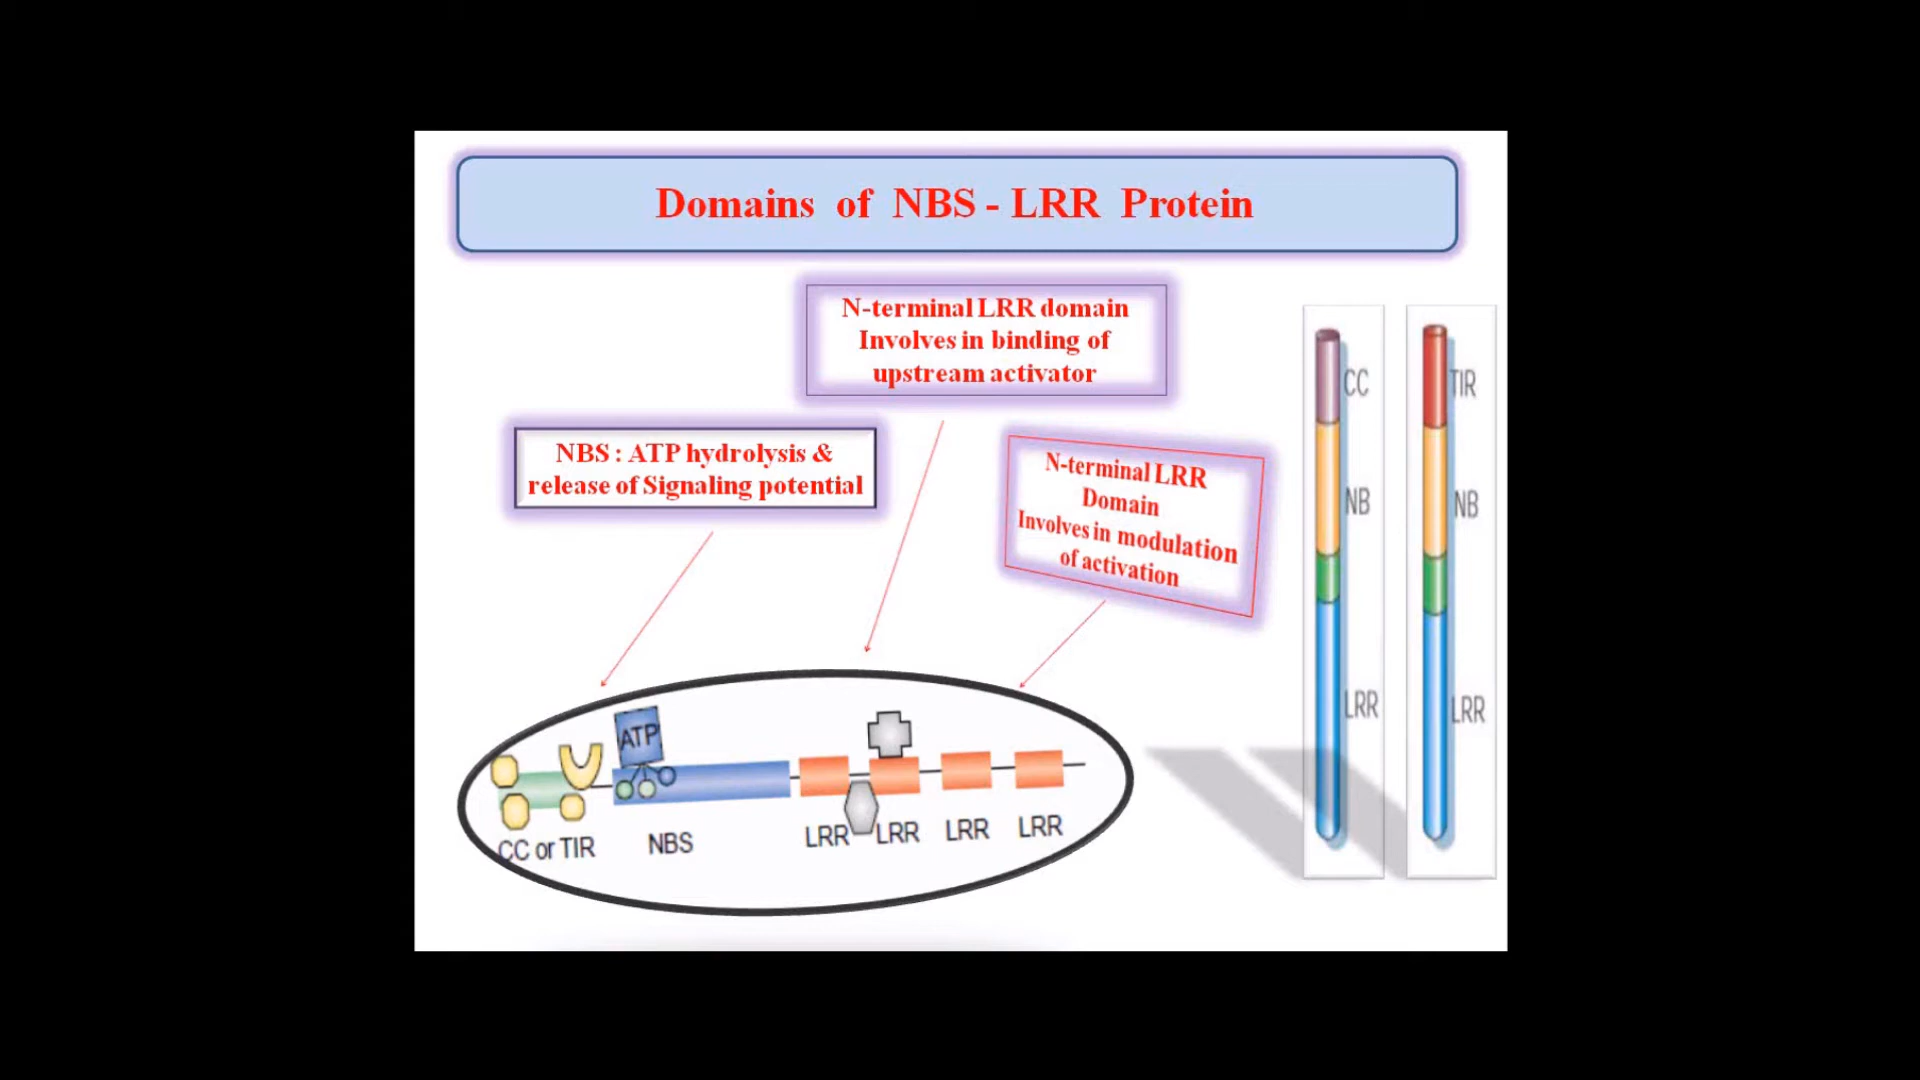 Domains of NBS - LRR Protein
N-terminal LRR domain
Involves in binding of
upstream activator
NBS : ATP hydrolysis &
release of Signaling potential
N-terminal LRR
Domain
Involves in modulation
of activation
CC
TIR
NB
NB
LRR
LRR
ATP
CC or TIR
NBS
LRR
LRR
LRR
LRR